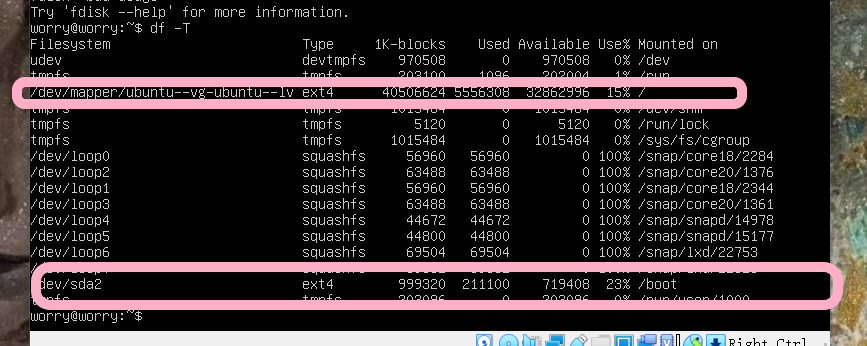 Try 'fdisk --help' for more information.
worry@worry:~$ df -T
Filesystem Type 1K-blocks Used Available Use% Mounted on
udev devtmpfs 970508 0 970508 0% /dev
tmpfs tmpfs 203100 1096 202004 1% /run
/dev/mapper/ubuntu--vg-ubuntu--lv ext4 40506624 5556308 32862996 15% /
tmpfs tmpfs 1015484 0 1015484 0% /dev/shm
tmpfs tmpfs 5120 0 5120 0% /run/lock
tmpfs tmpfs 1015484 0 1015484 0% /sys/fs/cgroup
/dev/loop0 squashfs 56960 56960 0 100% /snap/core18/2284
/dev/loop2 squashfs 63488 63488 0 100% /snap/core20/1376
/dev/loop1 squashfs 56960 56960 0 100% /snap/core18/2344
/dev/loop3 squashfs 63488 63488 0 100% /snap/core20/1361
/dev/loop4 squashfs 44672 44672 0 100% /snap/snapd/14978
/dev/loop5 squashfs 44800 44800 0 100% /snap/snapd/15177
/dev/loop6 squashfs 69504 69504 0 100% /snap/lxd/22753
dev/sda2 ext4 999320 211100 719408 23% /boot
tmpfs 203096 0 203096 0% /run/user/1000
worry@worry:~$
Right Ctrl